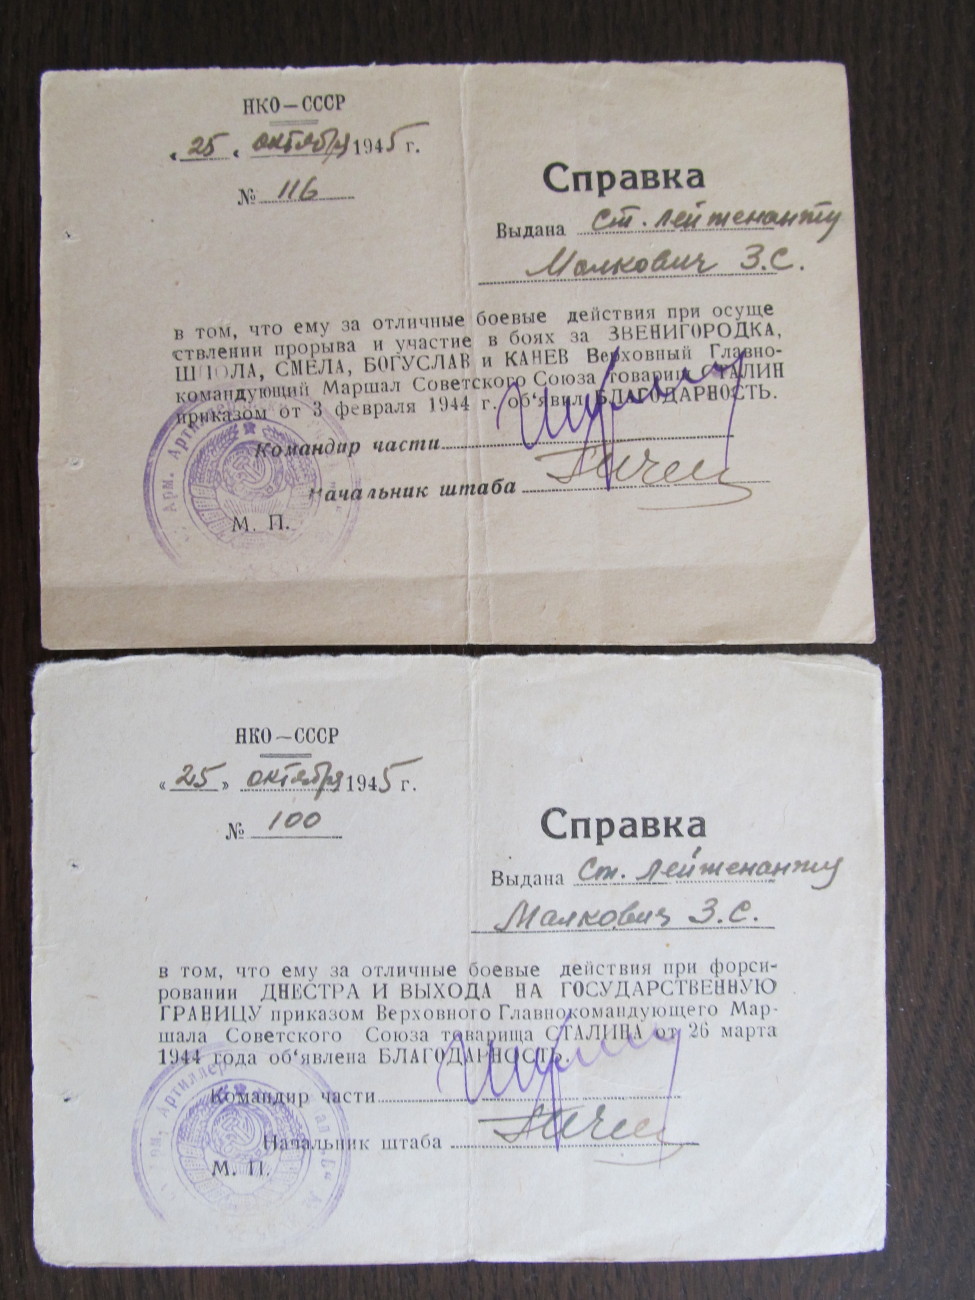 НКО — СССР
« 25 « октября 1945 г.
№ 116
Справка
Выдана ст. лейтенанту
Малкович З.С.
в том, что ему за отличные боевые действия при осуще
ствлении прорыва и участие в боях за ЗВЕНИГОРОДКА,
ШПОЛА, СМЕЛА, БОГУСЛАВ и КАНЕВ Верховный Главно-
командующий Маршал Советского Союза товарищ СТАЛИН
приказом от 3 февраля 1944 г. об‘явил БЛАГОДАРНОСТЬ.
Командир части
Начальник штаба
М. П.
Арм. Артиллер
НКО — СССР
« 25 » октября 1945 г.
№ 100
Справка
Выдана Ст. лейтенанту
Малкович З.С.
в том, что ему за отличные боевые действия при форси-
ровании ДНЕСТРА И ВЫХОДА НА ГОСУДАРСТВЕННУЮ
ГРАНИЦУ приказом Верховного Главнокомандующего Мар-
шала Советского Союза товарища СТАЛИНА от 26 марта
1944 года об‘явлена БЛАГОДАРНОСТЬ.
Командир части
Начальник штаба
М. П.
Арм. Артиллер